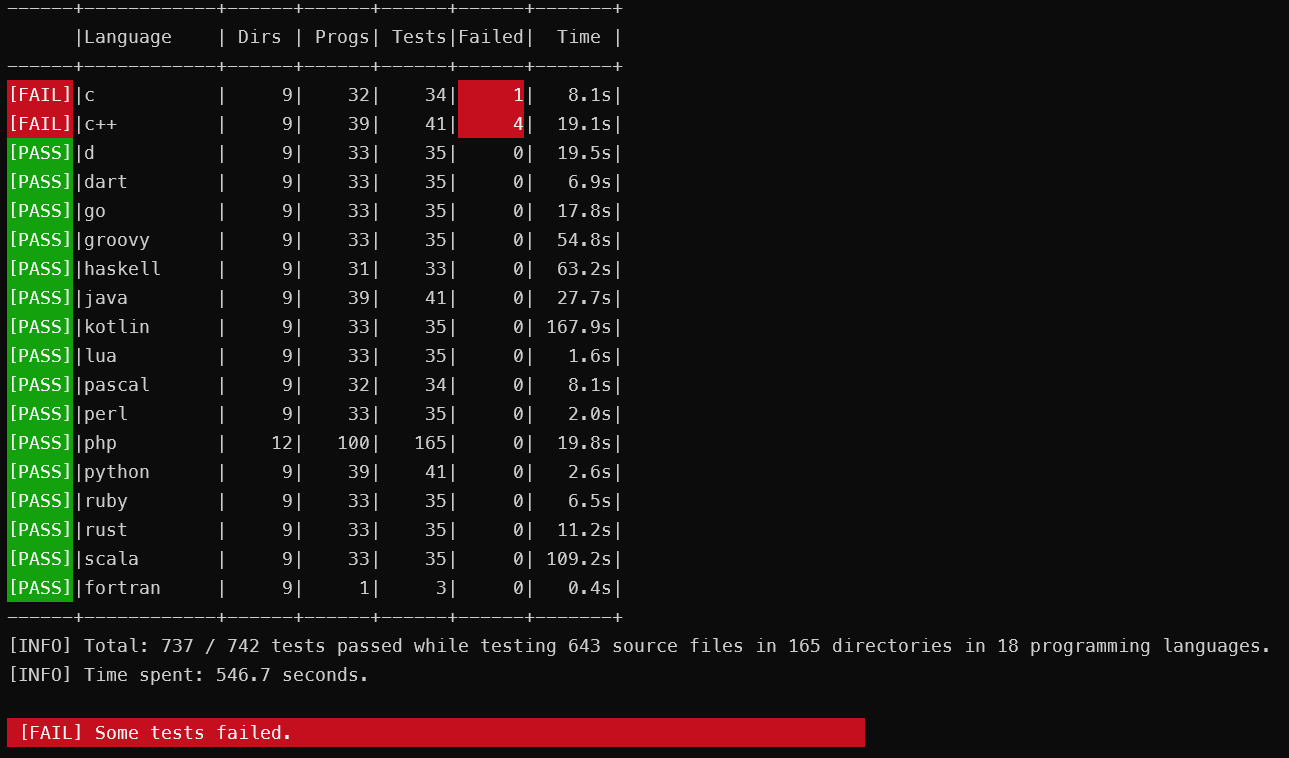 ------+------------+------+------+------+------+-------+
      |Language    | Dirs | Progs| Tests|Failed|  Time |
------+------------+------+------+------+------+-------+
[FAIL]|c           |     9|    32|    34|     1|   8.1s|
[FAIL]|c++         |     9|    39|    41|     4|  19.1s|
[PASS]|d           |     9|    33|    35|     0|  19.5s|
[PASS]|dart        |     9|    33|    35|     0|   6.9s|
[PASS]|go          |     9|    33|    35|     0|  17.8s|
[PASS]|groovy      |     9|    33|    35|     0|  54.8s|
[PASS]|haskell     |     9|    31|    33|     0|  63.2s|
[PASS]|java        |     9|    39|    41|     0|  27.7s|
[PASS]|kotlin      |     9|    33|    35|     0| 167.9s|
[PASS]|lua         |     9|    33|    35|     0|   1.6s|
[PASS]|pascal      |     9|    32|    34|     0|   8.1s|
[PASS]|perl        |     9|    33|    35|     0|   2.0s|
[PASS]|php         |    12|   100|   165|     0|  19.8s|
[PASS]|python      |     9|    39|    41|     0|   2.6s|
[PASS]|ruby        |     9|    33|    35|     0|   6.5s|
[PASS]|rust        |     9|    33|    35|     0|  11.2s|
[PASS]|scala       |     9|    33|    35|     0| 109.2s|
[PASS]|fortran     |     9|     1|     3|     0|   0.4s|
------+------------+------+------+------+------+-------+
[INFO] Total: 737 / 742 tests passed while testing 643 source files in 165 directories in 18 programming languages.
[INFO] Time spent: 546.7 seconds.
[FAIL] Some tests failed.